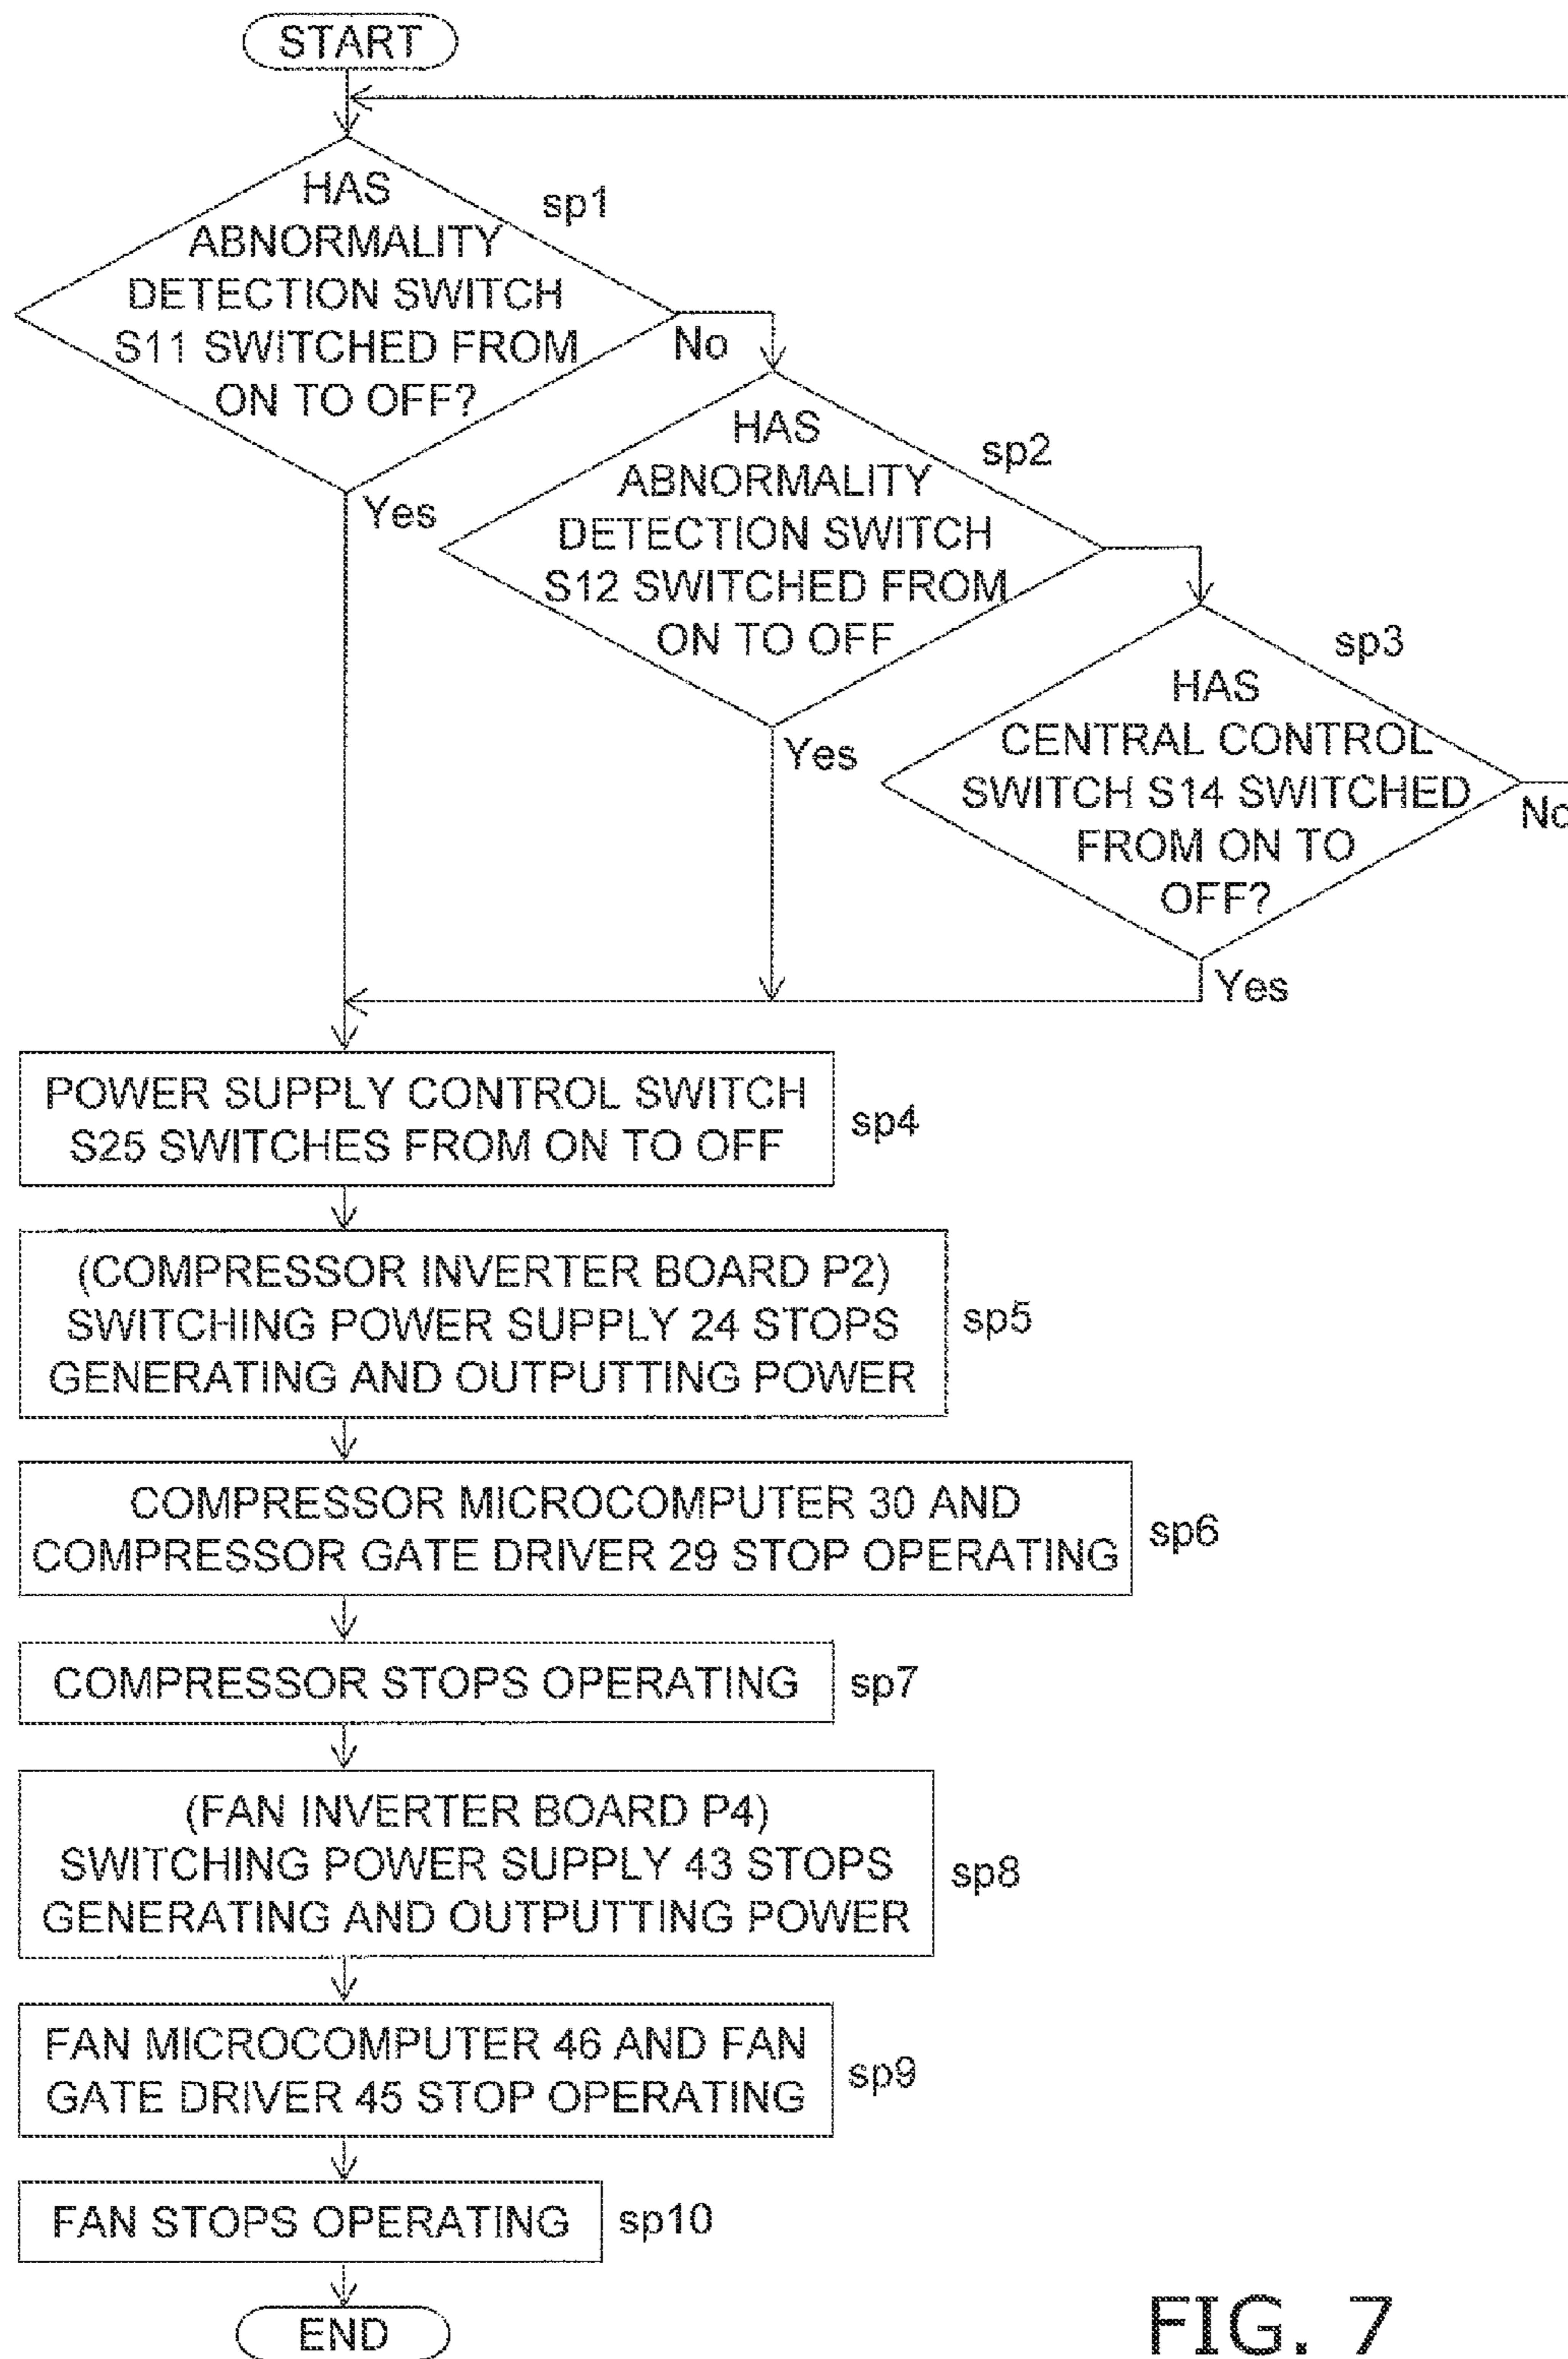 START
HAS
ABNORMALITY
DETECTION SWITCH
S11 SWITCHED FROM
ON TO OFF?
sp1
No
Yes
HAS
ABNORMALITY
DETECTION SWITCH
S12 SWITCHED FROM
ON TO OFF
sp2
Yes
HAS
CENTRAL CONTROL
SWITCH S14 SWITCHED
FROM ON TO
OFF?
sp3
No
Yes
POWER SUPPLY CONTROL SWITCH
S25 SWITCHES FROM ON TO OFF
sp4
(COMPRESSOR INVERTER BOARD P2)
SWITCHING POWER SUPPLY 24 STOPS
GENERATING AND OUTPUTTING POWER
sp5
COMPRESSOR MICROCOMPUTER 30 AND
COMPRESSOR GATE DRIVER 29 STOP OPERATING
sp6
COMPRESSOR STOPS OPERATING
sp7
(FAN INVERTER BOARD P4)
SWITCHING POWER SUPPLY 43 STOPS
GENERATING AND OUTPUTTING POWER
sp8
FAN MICROCOMPUTER 46 AND FAN
GATE DRIVER 45 STOP OPERATING
sp9
FAN STOPS OPERATING
sp10
END
FIG. 7